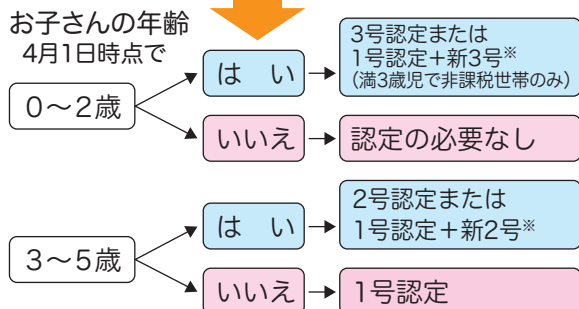 お子さんの年齢
4月1日時点で
0〜2歳
は い
3号認定または
1号認定+新3号※
(満3歳児で非課税世帯のみ)
いいえ
認定の必要なし
3〜5歳
は い
2号認定または
1号認定+新2号※
いいえ
1号認定